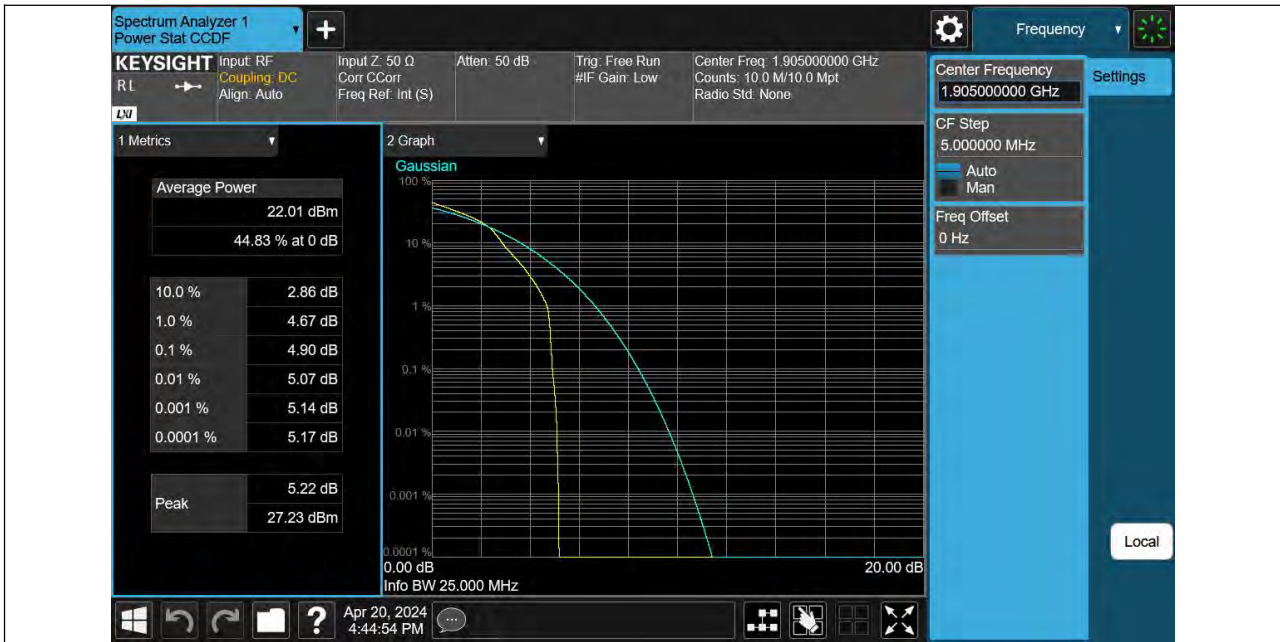 Spectrum Analyzer 1
Power Stat CCDF
Frequency
KEYSIGHT
RL
LXI
Input: RF
Coupling: DC
Align: Auto
Input Z: 50 Ω
Corr CCorr
Freq Ref: Int (S)
Atten: 50 dB
Trig: Free Run
#IF Gain: Low
Center Freq: 1.905000000 GHz
Counts: 10.0 M/10.0 Mpt
Radio Std: None
Center Frequency
1.905000000 GHz
Settings
CF Step
5.000000 MHz
Auto
Man
Freq Offset
0 Hz
1 Metrics
Average Power
22.01 dBm
44.83 % at 0 dB
10.0 % 2.86 dB
1.0 % 4.67 dB
0.1 % 4.90 dB
0.01 % 5.07 dB
0.001 % 5.14 dB
0.0001 % 5.17 dB
Peak
5.22 dB
27.23 dBm
2 Graph
Gaussian
100 %
10 %
1 %
0.1 %
0.01 %
0.001 %
0.0001 %
0.00 dB 20.00 dB
Info BW 25.000 MHz
Local
?
Apr 20, 2024
4:44:54 PM